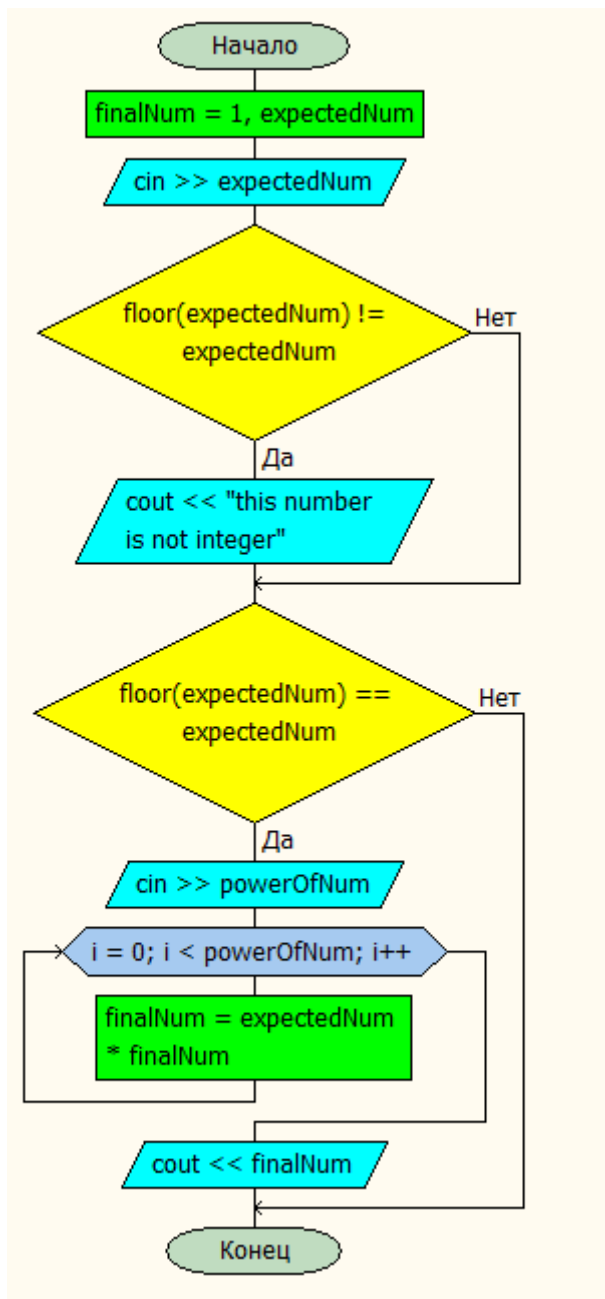 Начало
finalNum = 1, expectedNum
cin >> expectedNum
floor(expectedNum) !=
expectedNum
Нет
Да
cout << "this number
is not integer"
floor(expectedNum) ==
expectedNum
Нет
Да
cin >> powerOfNum
i = 0; i < powerOfNum; i++
finalNum = expectedNum
* finalNum
cout << finalNum
Конец